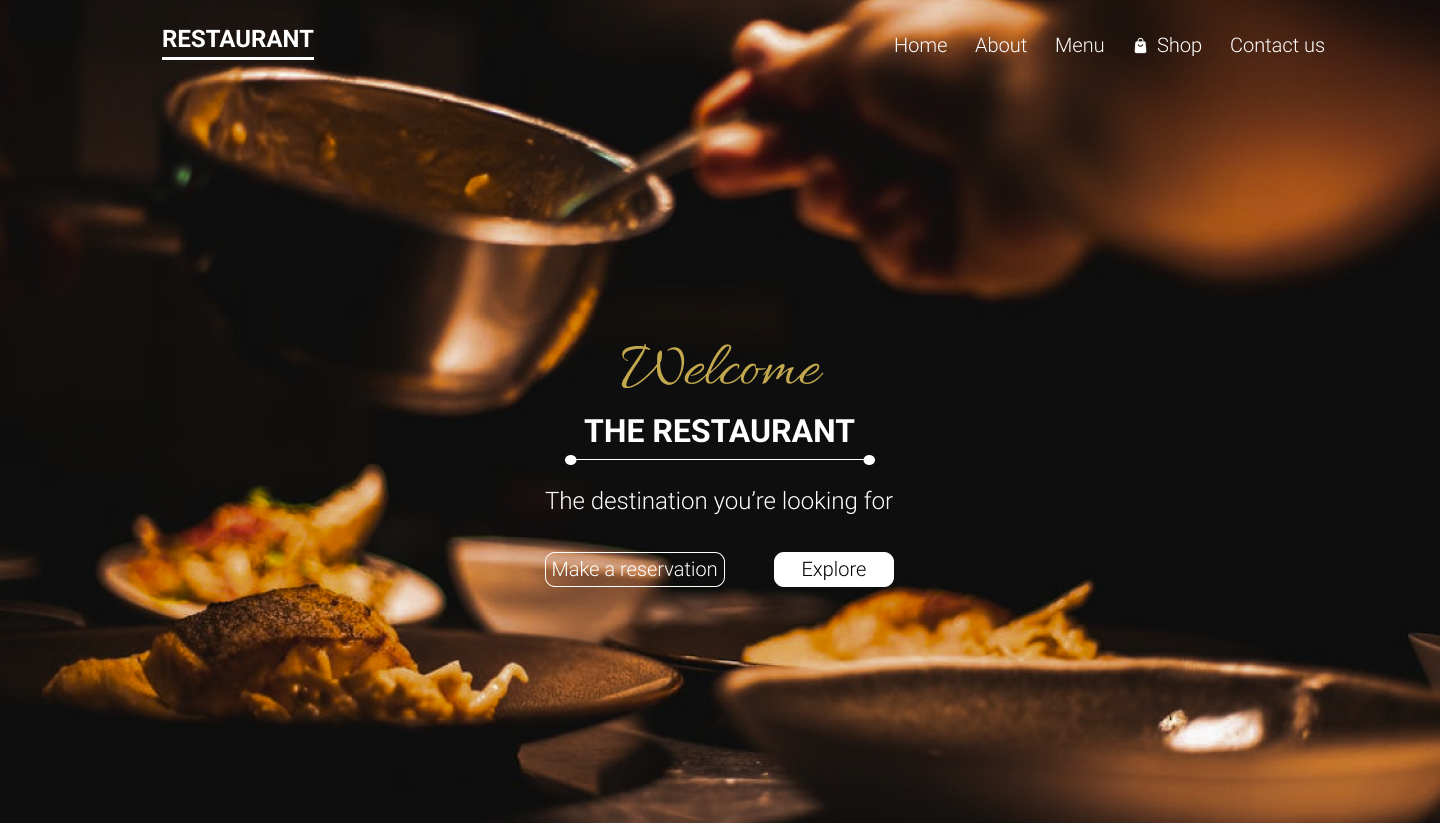 RESTAURANT
Home About Menu Shop Contact us
Welcome
THE RESTAURANT
The destination you’re looking for
Make a reservation Explore